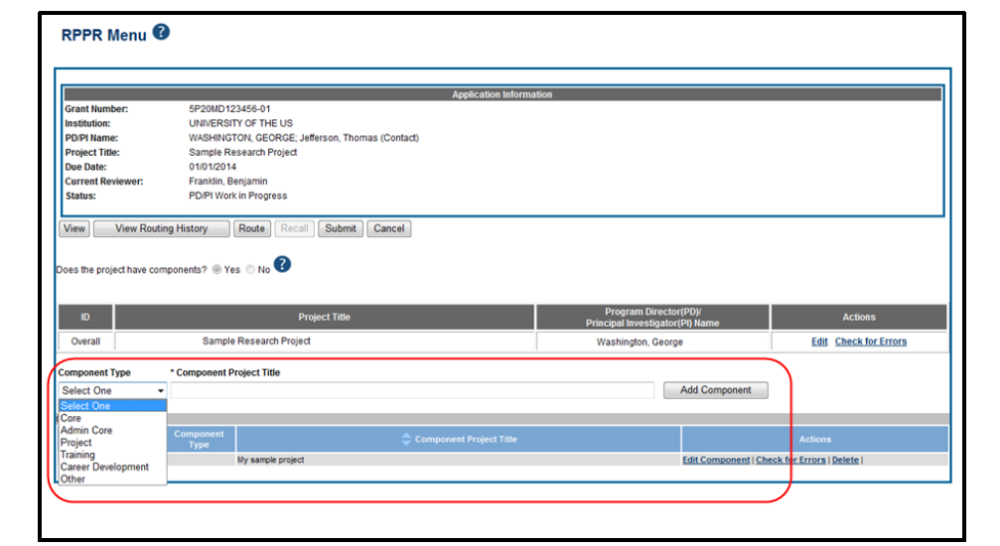 RPPR Menu ?
Application Information
Grant Number: 5P20MD123456-01
Institution: UNIVERSITY OF THE US
PD/PI Name: WASHINGTON, GEORGE; Jefferson, Thomas (Contact)
Project Title: Sample Research Project
Due Date: 01/01/2014
Current Reviewer: Franklin, Benjamin
Status: PD/PI Work in Progress
View View Routing History Route Recall Submit Cancel
Does the project have components? Yes No ?
ID Project Title Program Director(PD)/ Actions
Principal Investigator(PI) Name
Overall Sample Research Project Washington, George Edit Check for Errors
Component Type * Component Project Title
Select One Add Component
Select One
Core
Admin Core
Project
Training
Career Development
Other
Component Component Project Title Actions
Type
My sample project Edit Component | Check for Errors | Delete |